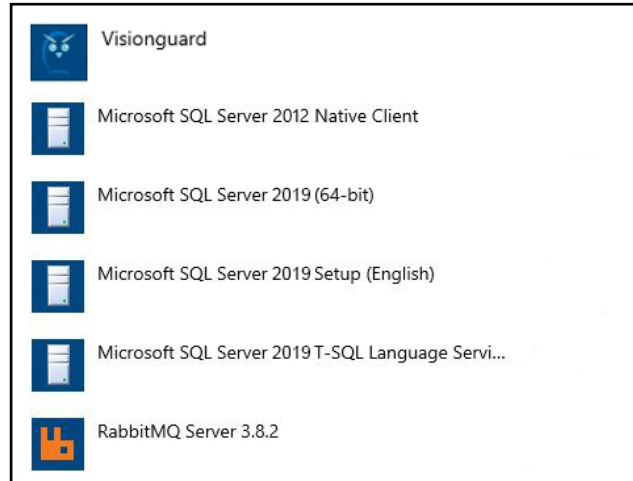 Visionguard
Microsoft SQL Server 2012 Native Client
Microsoft SQL Server 2019 (64-bit)
Microsoft SQL Server 2019 Setup (English)
Microsoft SQL Server 2019 T-SQL Language Servi...
RabbitMQ Server 3.8.2